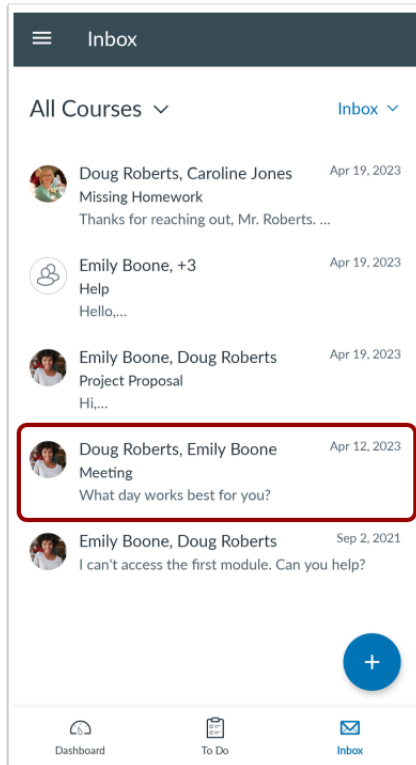 Inbox
All Courses
Inbox
Doug Roberts, Caroline Jones
Apr 19, 2023
Missing Homework
Thanks for reaching out, Mr. Roberts. ...
Emily Boone, +3
Apr 19, 2023
Help
Hello,...
Emily Boone, Doug Roberts
Apr 19, 2023
Project Proposal
Hi,...
Doug Roberts, Emily Boone
Apr 12, 2023
Meeting
What day works best for you?
Emily Boone, Doug Roberts
Sep 2, 2021
I can't access the first module. Can you help?
+
Dashboard
To Do
Inbox